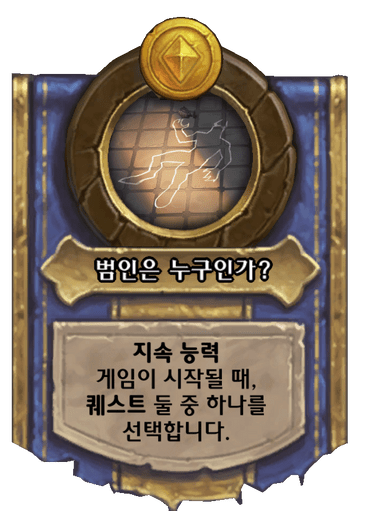 범인은 누구인가?
지속 능력
게임이 시작될 때,
퀘스트 둘 중 하나를
선택합니다.